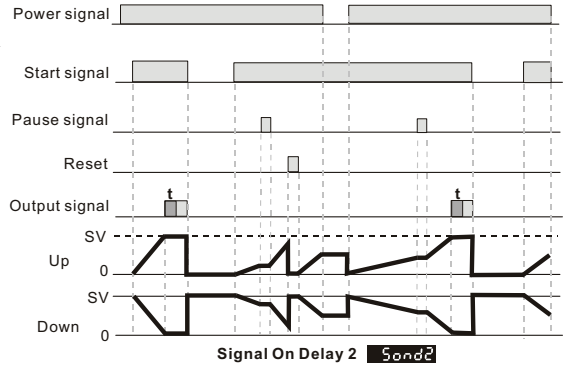 Power signal
Start signal
Pause signal
Reset
t
t
Output signal
SV
Up
0
SV
Down
0
Signal On Delay 2 Sond2